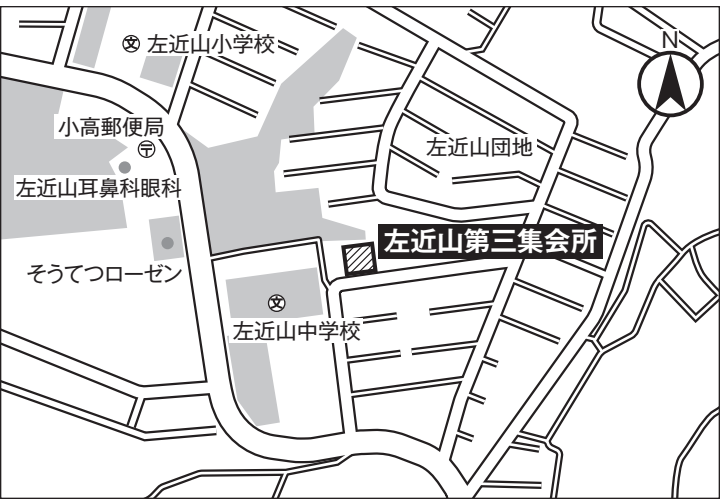 文 左近山小学校
N
小高郵便局
〒
左近山団地
左近山耳鼻科眼科
左近山第三集会所
そうてつローゼン
文
左近山中学校